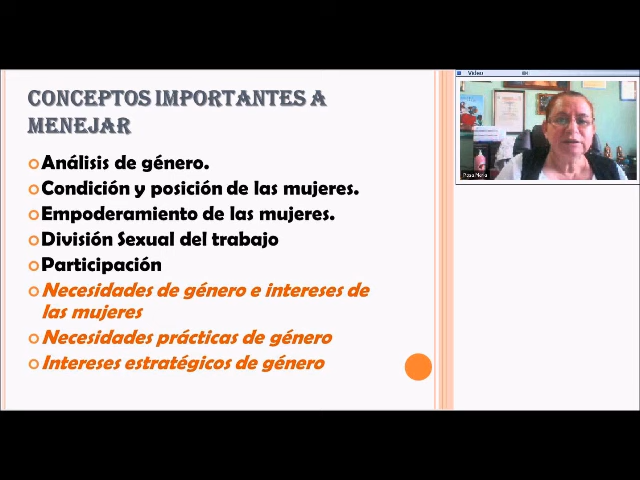 CONCEPTOS IMPORTANTES A
MENEJAR
Análisis de género.
Condición y posición de las mujeres.
Empoderamiento de las mujeres.
División Sexual del trabajo
Participación
Necesidades de género e intereses de
las mujeres
Necesidades prácticas de género
Intereses estratégicos de género
Video